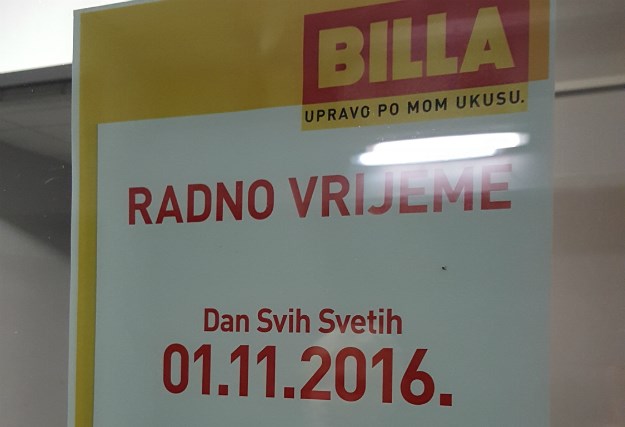 BILLA
UPRAVO PO MOM UKUSU.
RADNO VRIJEME
Dan Svih Svetih
01.11.2016.